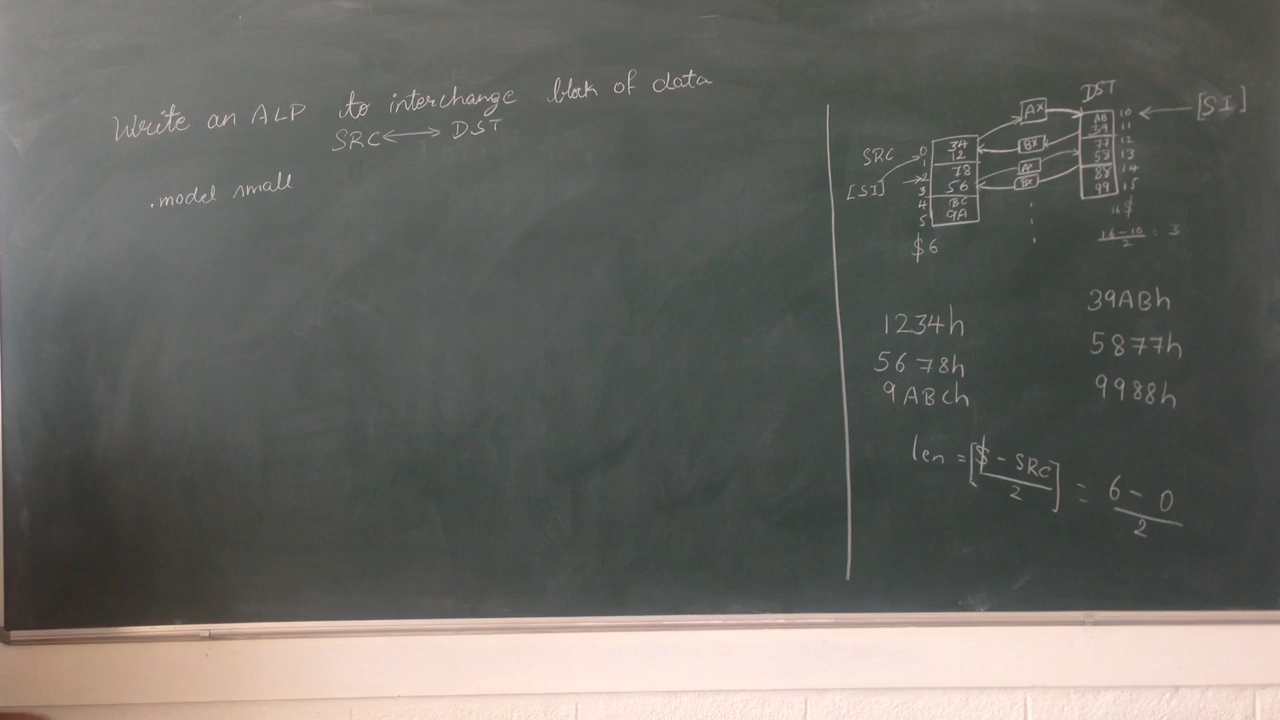 Write an ALP to interchange block of data
SRC ⟷ DST
.model small
DST
AX
[SI]
AB 10
39 11
77 12
58 13
88 14
99 15
16 $
16-10 / 2 = 3
SRC
0 34
1 12
2 78
3 56
4 BC
5 9A
$ 6
[SI]
BX
AX
BX
1234h
5678h
9ABCh
39ABh
5877h
9988h
len = [$ - SRC / 2] = 6 - 0 / 2